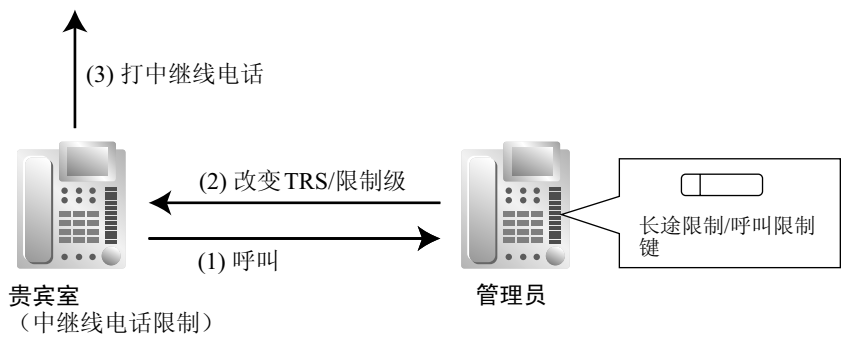 (3) 打中继线电话
(2) 改变TRS/限制级
(1) 呼叫
长途限制/呼叫限制
键
贵宾室
（中继线电话限制）
管理员